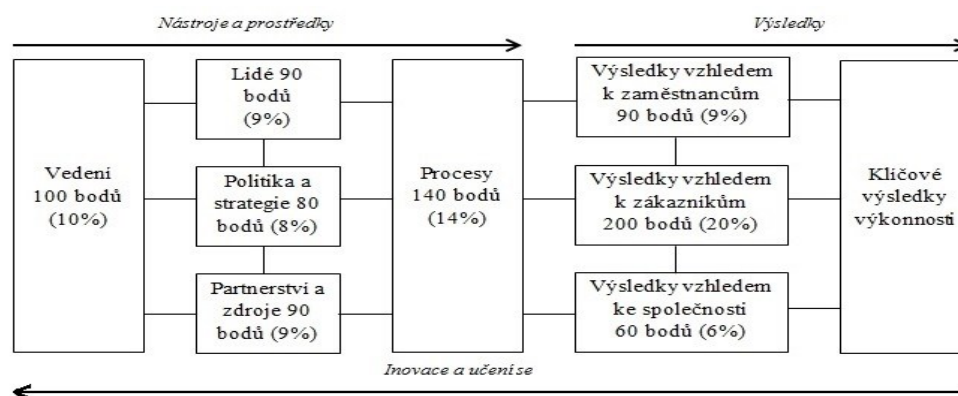 Nástroje a prostředky
Výsledky
Vedení
100 bodů
(10%)
Lidé 90
bodů
(9%)
Politika a
strategie 80
bodů (8%)
Partnerství a
zdroje 90
bodů (9%)
Procesy
140 bodů
(14%)
Výsledky vzhledem
k zaměstnancům
90 bodů (9%)
Výsledky vzhledem
k zákazníkům
200 bodů (20%)
Výsledky vzhledem
ke společnosti
60 bodů (6%)
Klíčové
výsledky
výkonnosti
Inovace a učení se